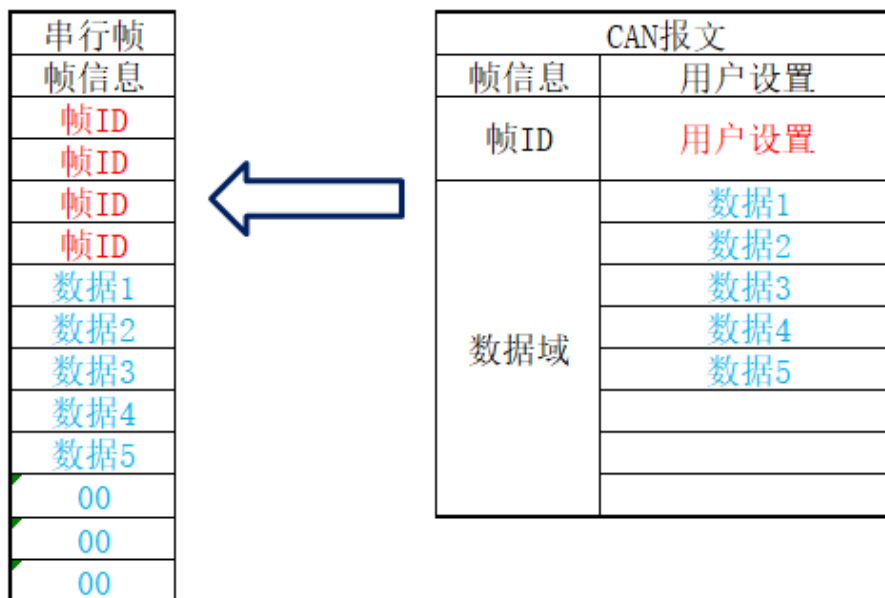 串行帧
帧信息
帧ID
帧ID
帧ID
帧ID
数据1
数据2
数据3
数据4
数据5
00
00
00
CAN报文
帧信息 用户设置
帧ID 用户设置
数据域
数据1
数据2
数据3
数据4
数据5